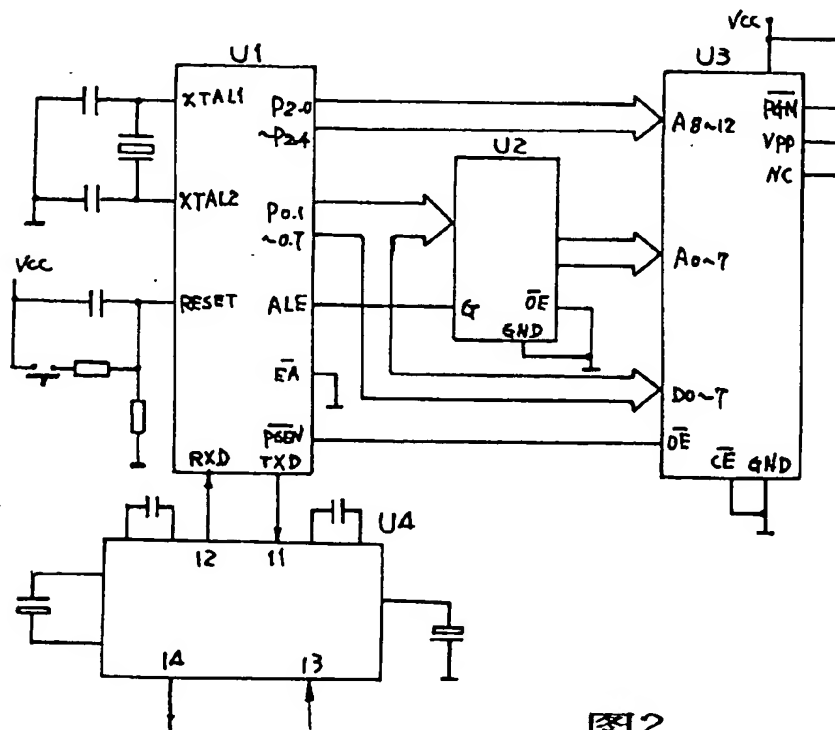 Vcc
U1
U3
XTAL1
P2.0
~P2.4
A8~12
PGM
VPP
NC
U2
XTAL2
P0.1
~0.7
A0~7
Vcc
RESET
ALE
G
OE
GND
EA
D0~7
PSEN
OE
RXD
TXD
CE GND
U4
12
11
14
13
图2